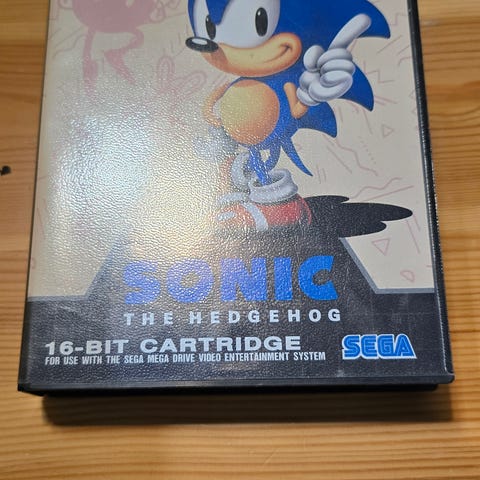 SONIC
THE HEDGEHOG
16-BIT CARTRIDGE
FOR USE WITH THE SEGA MEGA DRIVE VIDEO ENTERTAINMENT SYSTEM
SEGA